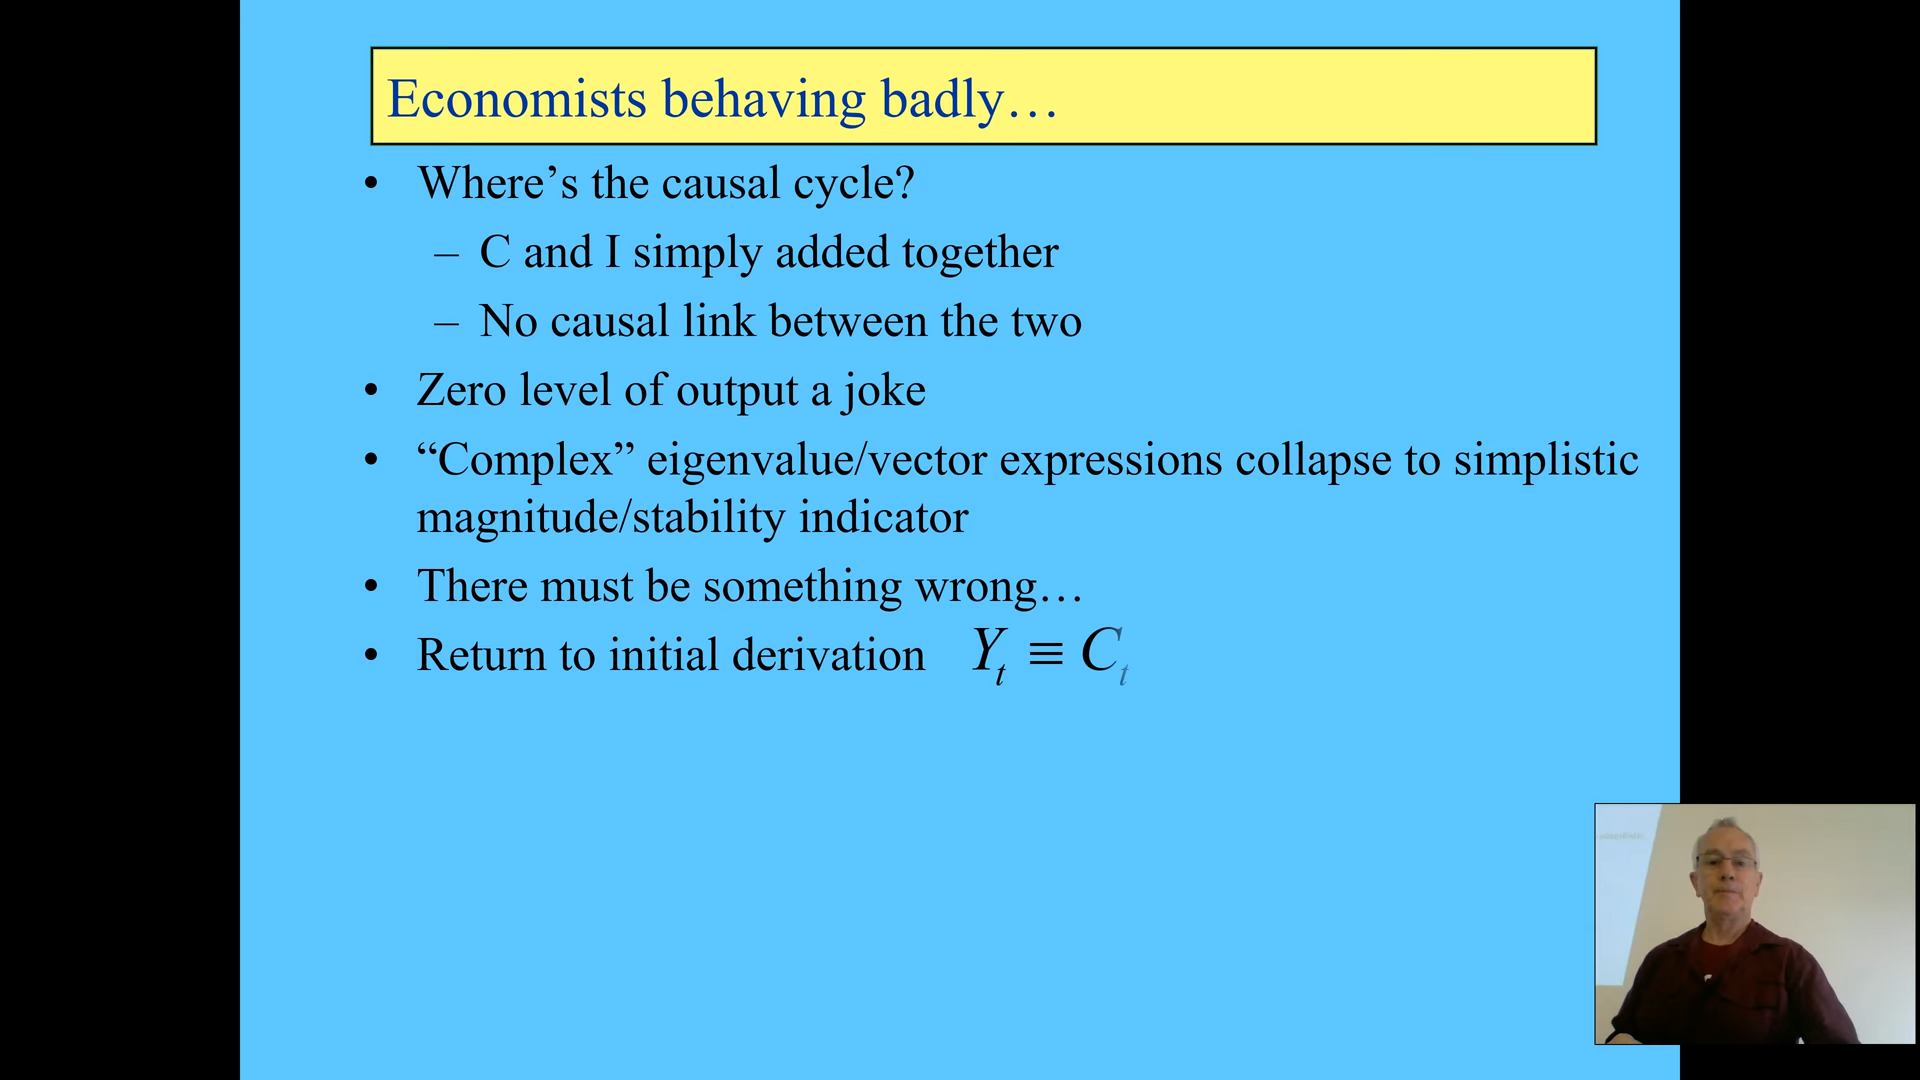 Economists behaving badly…
• Where’s the causal cycle?
– C and I simply added together
– No causal link between the two
• Zero level of output a joke
• “Complex” eigenvalue/vector expressions collapse to simplistic
magnitude/stability indicator
• There must be something wrong…
• Return to initial derivation Yₜ ≡ Cₜ